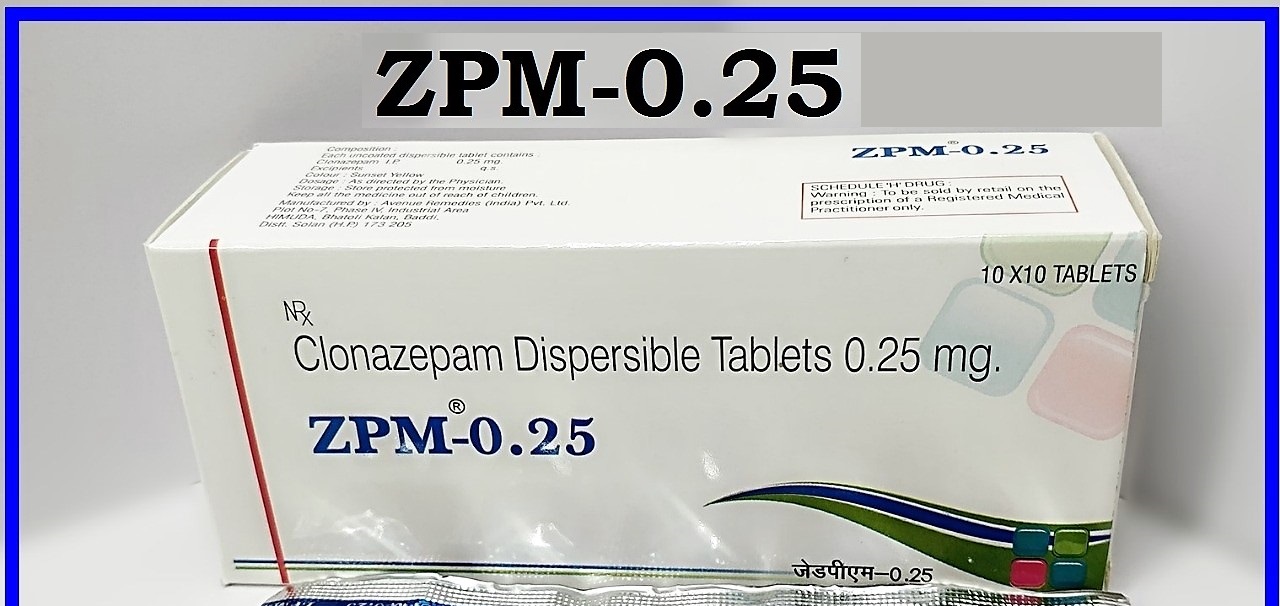 ZPM-0.25
Composition :
Each uncoated dispersible tablet contains :
Clonazepam I.P. 0.25 mg.
Excipients q.s.
Colour : Sunset Yellow
Dosage : As directed by the Physician.
Storage : Store protected from moisture
Keep all the medicine out of reach of children.
Manufactured by : Avenue Remedies (India) Pvt. Ltd.
Plot No-7, Phase IV, Industrial Area
HIMUDA, Bhatoli Kalan, Baddi,
Distt. Solan (H.P.) 173 205
ZPM®-0.25
SCHEDULE 'H' DRUG :
Warning : To be sold by retail on the
prescription of a Registered Medical
Practitioner only.
10 X10 TABLETS
NRx
Clonazepam Dispersible Tablets 0.25 mg.
ZPM®-0.25
जेडपीएम-0.25